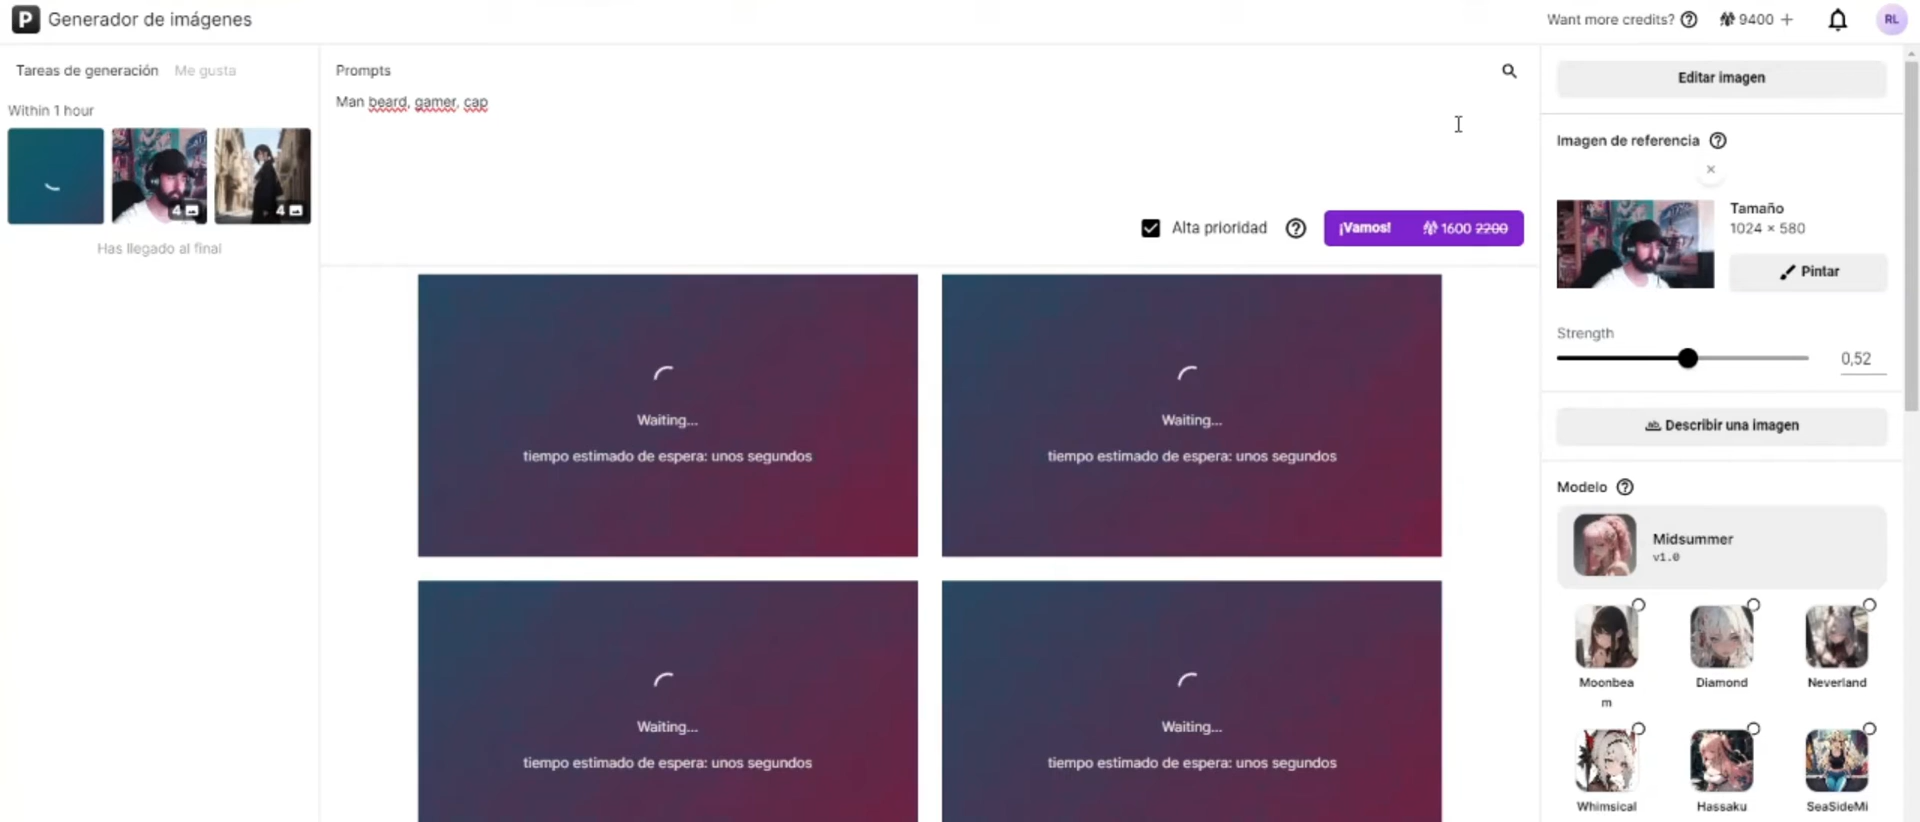 P Generador de imágenes
Want more credits? 9400 +
RL
Tareas de generación Me gusta
Within 1 hour
4
4
Has llegado al final
Prompts
Man beard, gamer, cap
Alta prioridad
¡Vamos! 1600 2200
Waiting...
tiempo estimado de espera: unos segundos
Waiting...
tiempo estimado de espera: unos segundos
Waiting...
tiempo estimado de espera: unos segundos
Waiting...
tiempo estimado de espera: unos segundos
Editar imagen
Imagen de referencia
Tamaño
1024 × 580
Pintar
Strength
0,52
Describir una imagen
Modelo
Midsummer
v1.0
Moonbea
m
Diamond
Neverland
Whimsical
Hassaku
SeaSideMi